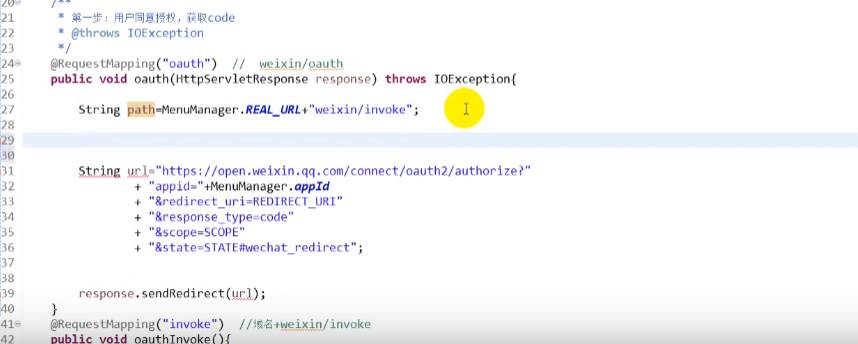 20 /**
21 * 第一步：用户同意授权，获取code
22 * @throws IOException
23 */
24 @RequestMapping("oauth") // weixin/oauth
25 public void oauth(HttpServletResponse response) throws IOException{
26
27 String path=MenuManager.REAL_URL+"weixin/invoke";
28
29
30
31 String url="https://open.weixin.qq.com/connect/oauth2/authorize?"
32 + "appid="+MenuManager.appId
33 + "&redirect_uri=REDIRECT_URI"
34 + "&response_type=code"
35 + "&scope=SCOPE"
36 + "&state=STATE#wechat_redirect";
37
38
39 response.sendRedirect(url);
40 }
41 @RequestMapping("invoke") //域名+weixin/invoke
42 public void oauthInvoke(){